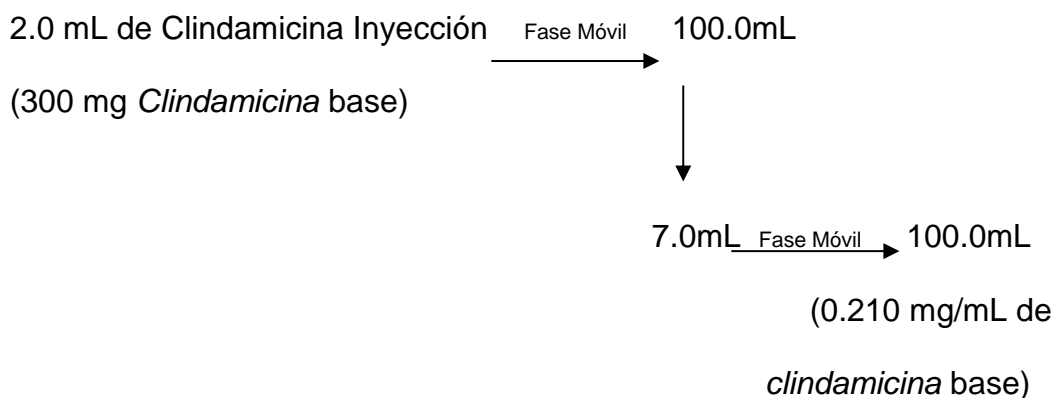 2.0 mL de Clindamicina Inyección Fase Móvil 100.0mL
(300 mg Clindamicina base)
7.0mL Fase Móvil 100.0mL
(0.210 mg/mL de
clindamicina base)